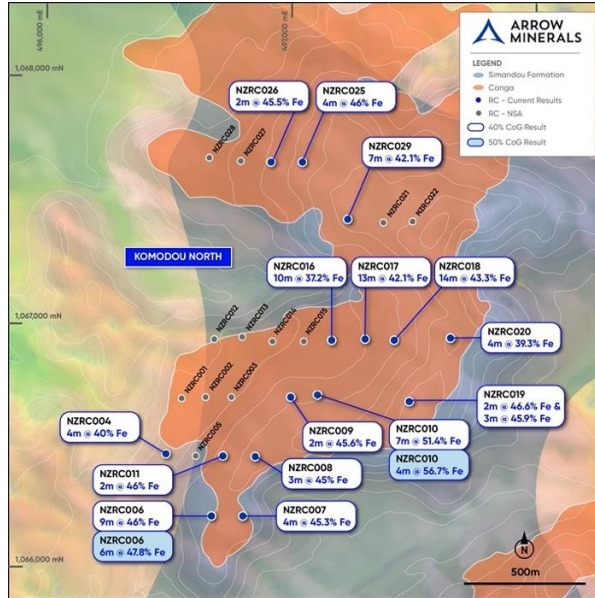 496,000 mE
497,000 mE
1,068,000 mN
ARROW
MINERALS
LEGEND
Simandou Formation
Canga
RC - Current Results
RC - NSA
40% CoG Result
50% CoG Result
NZRC026
2m @ 45.5% Fe
NZRC025
4m @ 46% Fe
NZRC028
NZRC027
NZRC029
7m @ 42.1% Fe
NZRC021
NZRC022
KOMODOU NORTH
NZRC016
10m @ 37.2% Fe
NZRC017
13m @ 42.1% Fe
NZRC018
14m @ 43.3% Fe
1,067,000 mN
NZRC012
NZRC013
NZRC014
NZRC015
NZRC020
4m @ 39.3% Fe
NZRC001
NZRC002
NZRC003
NZRC019
2m @ 46.6% Fe &
3m @ 45.9% Fe
NZRC004
4m @ 40% Fe
NZRC005
NZRC009
2m @ 45.6% Fe
NZRC010
7m @ 51.4% Fe
NZRC010
4m @ 56.7% Fe
NZRC011
2m @ 46% Fe
NZRC008
3m @ 45% Fe
NZRC006
9m @ 46% Fe
NZRC006
6m @ 47.8% Fe
NZRC007
4m @ 45.3% Fe
1,066,000 mN
N
500m